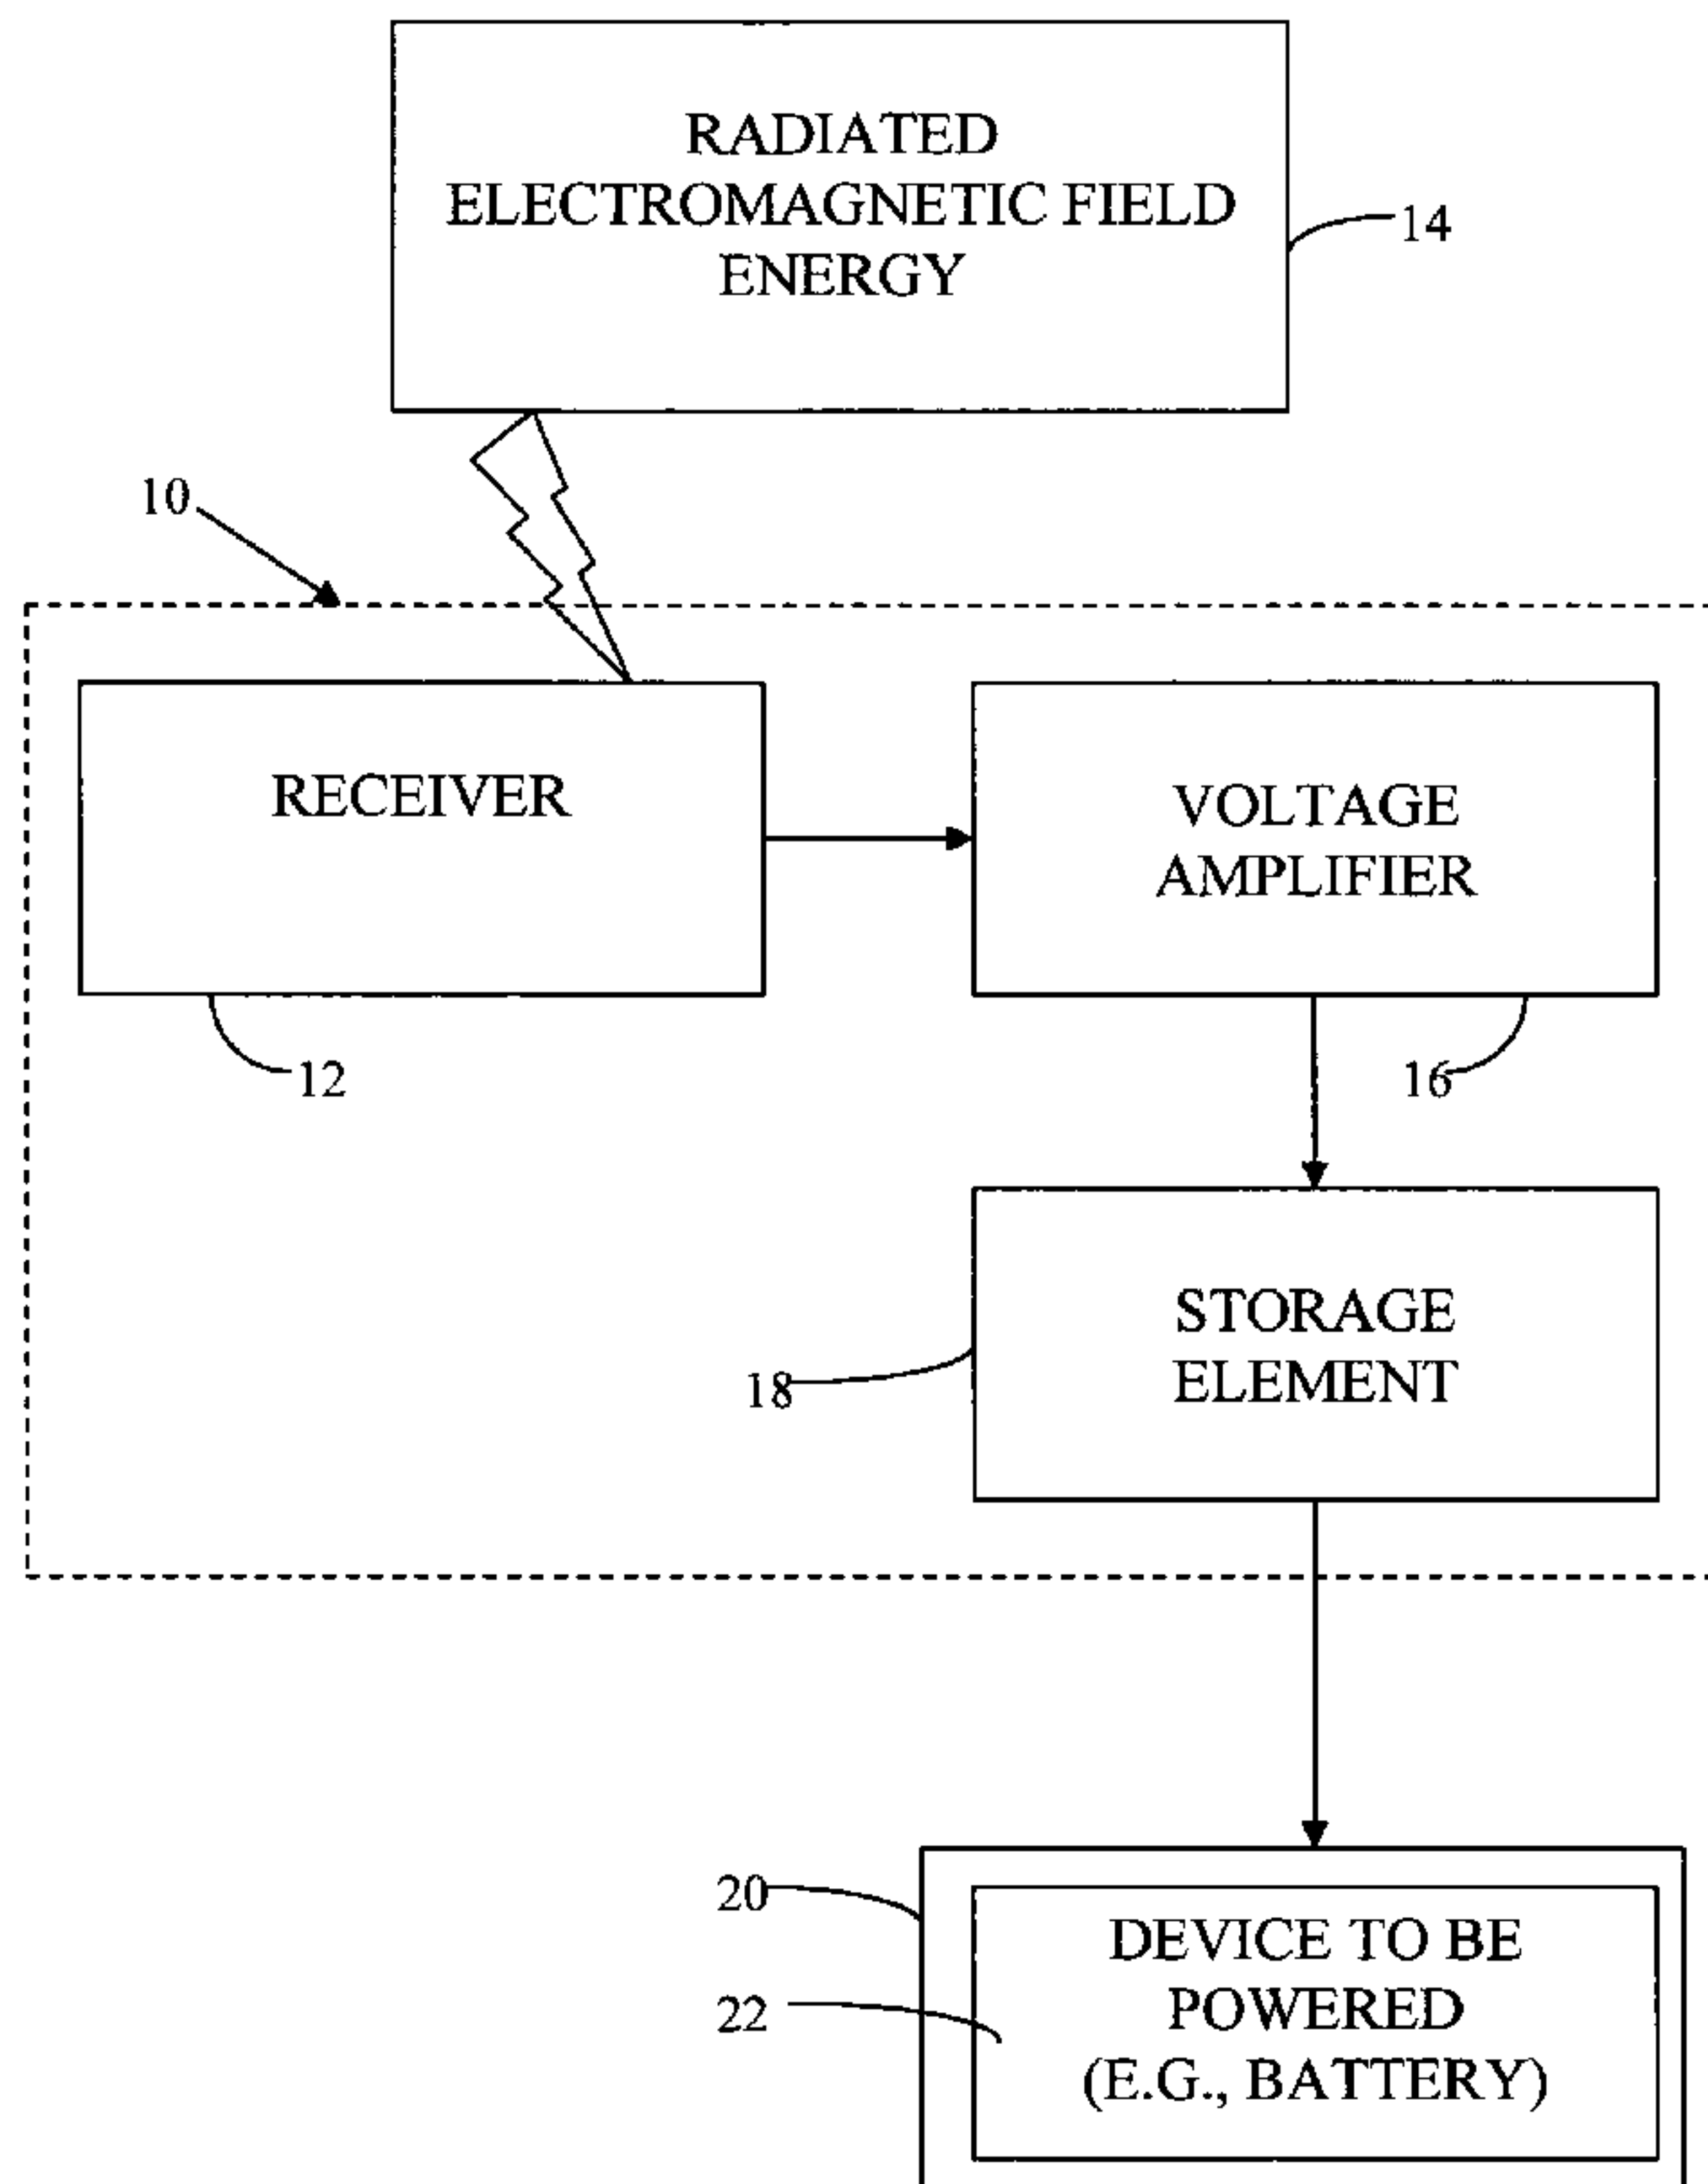 RADIATED
ELECTROMAGNETIC FIELD
ENERGY
14
10
RECEIVER
VOLTAGE
AMPLIFIER
12
16
STORAGE
ELEMENT
18
20
DEVICE TO BE
POWERED
(E.G., BATTERY)
22